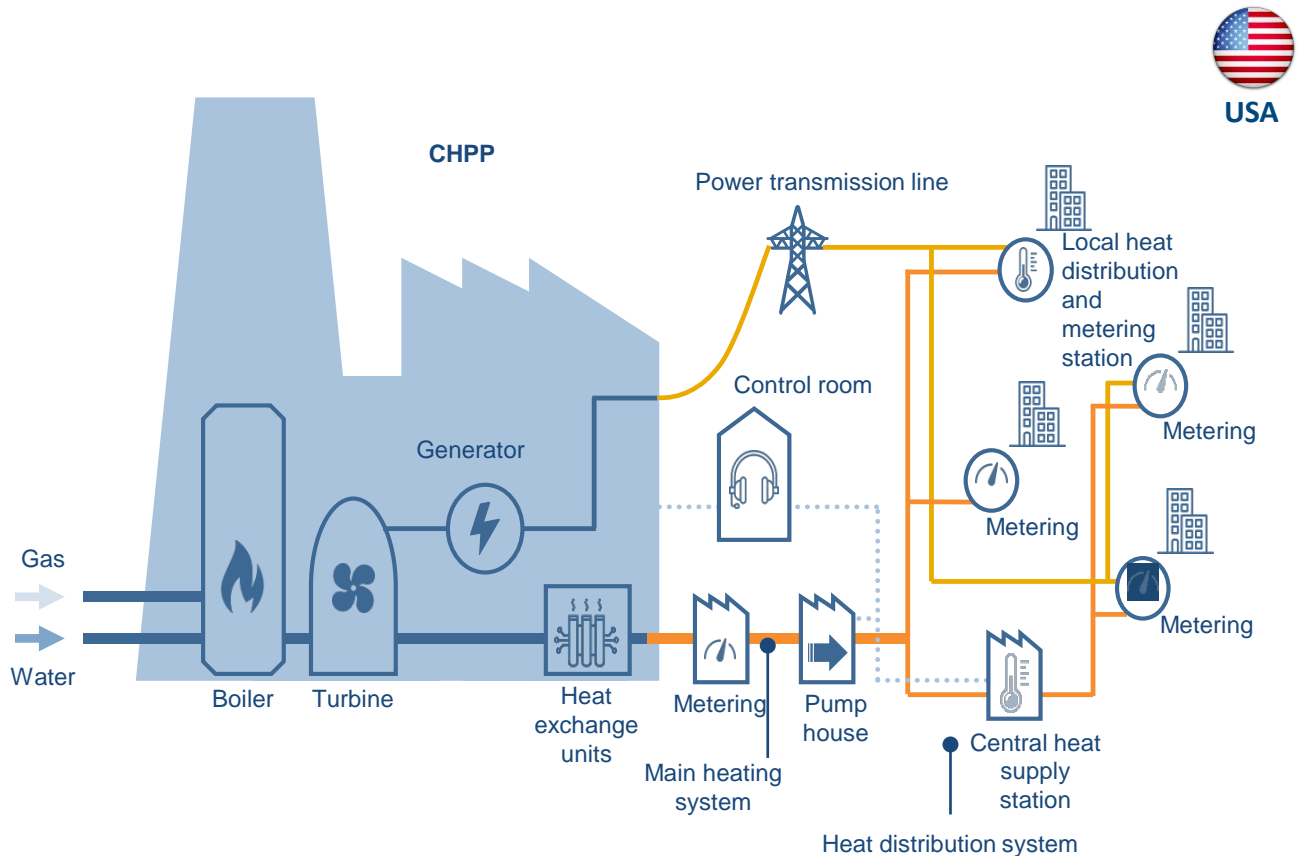 USA
CHPP
Power transmission line
Local heat
distribution
and
metering
station
Control room
Metering
Generator
Metering
Gas
Metering
Water
Boiler
Turbine
Heat
exchange
units
Metering
Pump
house
Main heating
system
Central heat
supply
station
Heat distribution system